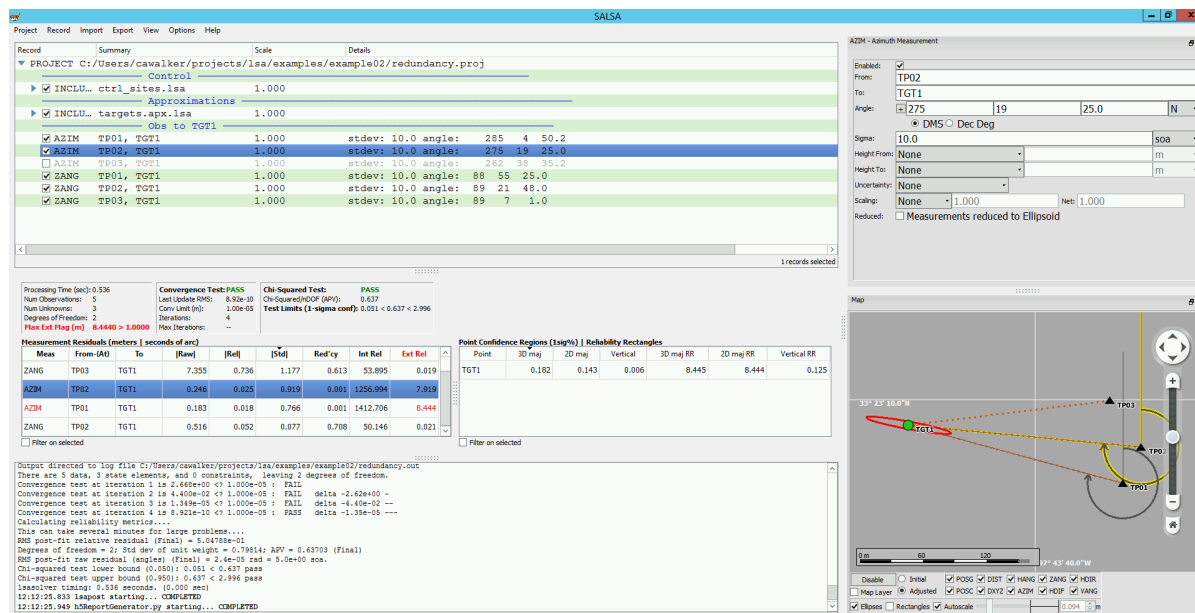 SALSA
Project Record Import Export View Options Help
Record Summary Scale Details
PROJECT C:/Users/cawalker/projects/lsa/examples/example02/redundancy.proj
Control
INCLU... ctrl_sites.lsa 1.000
Approximations
INCLU... targets.apx.lsa 1.000
Obs to TGT1
AZIM TP01, TGT1 1.000 stdev: 10.0 angle: 285 4 50.2
AZIM TP02, TGT1 1.000 stdev: 10.0 angle: 275 19 25.0
AZIM TP03, TGT1 1.000 stdev: 10.0 angle: 262 38 35.2
ZANG TP01, TGT1 1.000 stdev: 10.0 angle: 88 55 25.0
ZANG TP02, TGT1 1.000 stdev: 10.0 angle: 89 21 48.0
ZANG TP03, TGT1 1.000 stdev: 10.0 angle: 89 7 1.0
1 records selected
AZIM - Azimuth Measurement
Enabled:
From: TP02
To: TGT1
Angle: + 275 19 25.0 N
DMS Dec Deg
Sigma: 10.0 soa
Height From: None m
Height To: None m
Uncertainty: None
Scaling: None 1.000 Net: 1.000
Reduced: Measurements reduced to Ellipsoid
Processing Time (sec): 0.536
Num Observations: 5
Num Unknowns: 3
Degrees of Freedom: 2
Max Ext Mag (m) 8.4440 > 1.0000
Convergence Test: PASS
Last Update RMS: 8.92e-10
Conv Limit (m): 1.00e-05
Iterations: 4
Max Iterations: --
Chi-Squared Test: PASS
Chi-Squared/nDOF (APV): 0.637
Test Limits (1-sigma conf): 0.051 < 0.637 < 2.996
Measurement Residuals (meters | seconds of arc)
Meas From-(At) To |Raw| |Rel| |Std| Red'cy Int Rel Ext Rel
ZANG TP03 TGT1 7.355 0.736 1.177 0.613 53.895 0.019
AZIM TP02 TGT1 0.246 0.025 0.919 0.001 1256.994 7.919
AZIM TP01 TGT1 0.183 0.018 0.766 0.001 1412.706 8.444
ZANG TP02 TGT1 0.516 0.052 0.077 0.708 50.146 0.021
Filter on selected
Point Confidence Regions (1sig%) | Reliability Rectangles
Point 3D maj 2D maj Vertical 3D maj RR 2D maj RR Vertical RR
TGT1 0.182 0.143 0.006 8.445 8.444 0.125
Filter on selected
Output directed to log file C:/Users/cawalker/projects/lsa/examples/example02/redundancy.out
There are 5 data, 3 state elements, and 0 constraints, leaving 2 degrees of freedom.
Convergence test at iteration 1 is 2.668e+00 <? 1.000e-05 : FAIL
Convergence test at iteration 2 is 4.400e-02 <? 1.000e-05 : FAIL delta -2.62e+00 -
Convergence test at iteration 3 is 1.349e-05 <? 1.000e-05 : FAIL delta -4.40e-02 --
Convergence test at iteration 4 is 8.921e-10 <? 1.000e-05 : PASS delta -1.35e-05 ---
Calculating reliability metrics....
This can take several minutes for large problems....
RMS post-fit relative residual (Final) = 5.04788e-01
Degrees of freedom = 2; Std dev of unit weight = 0.79814; APV = 0.63703 (Final)
RMS post-fit raw residual (angles) (Final) = 2.4e-05 rad = 5.0e+00 soa.
Chi-squared test lower bound (0.050): 0.051 < 0.637 pass
Chi-squared test upper bound (0.950): 0.637 < 2.996 pass
lsasolver timing: 0.536 seconds. (0.000 sec)
12:12:25.833 lsapost starting... COMPLETED
12:12:25.949 h5ReportGenerator.py starting... COMPLETED
Map
33° 23' 10.0"N
TP03
TGT1
TP02
TP01
0 m 60 120
97° 43' 40.0"W
Disable Initial POSG DIST HANG ZANG HDIR
Map Layer Adjusted POSC DXYZ AZIM HDIF VANG
Ellipses Rectangles Autoscale 0.094 m